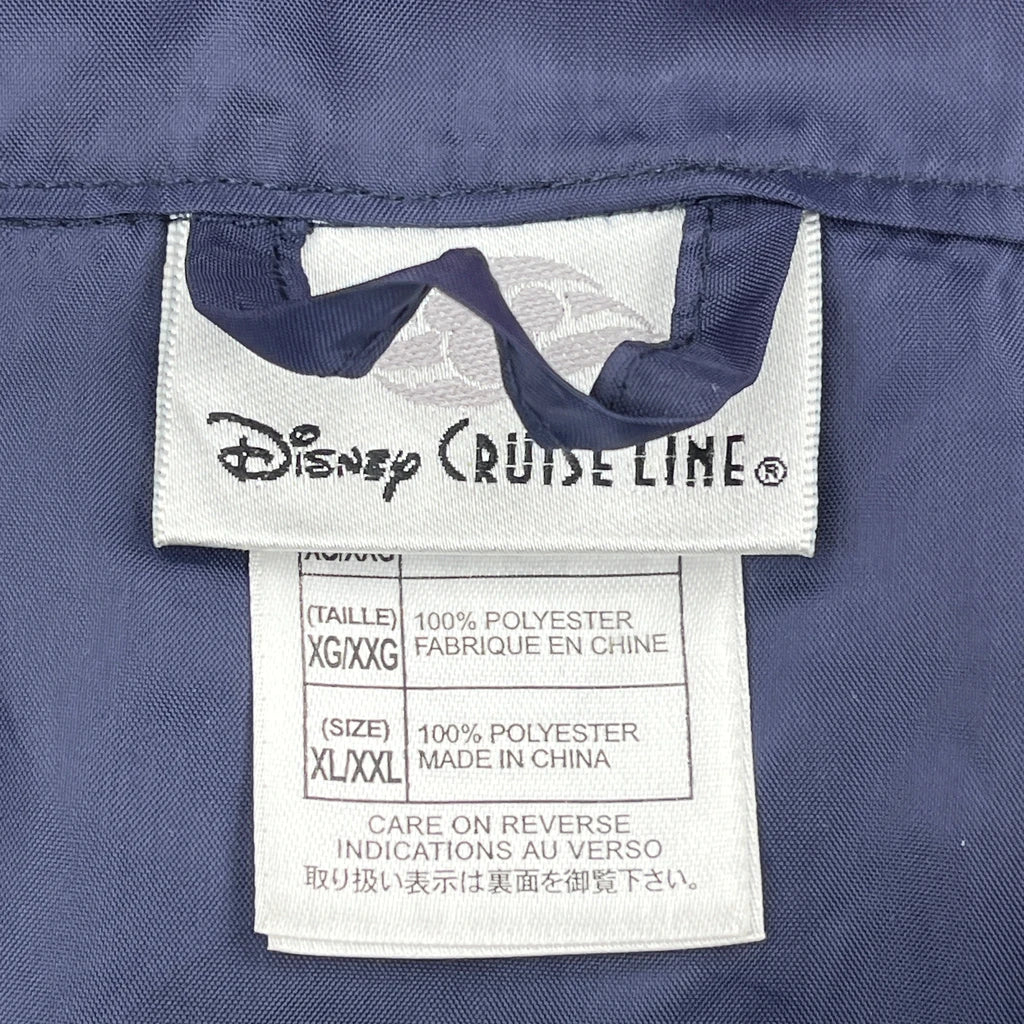 Disney CRUISE LINE®
XG/XXG
(TAILLE) 100% POLYESTER
XG/XXG FABRIQUE EN CHINE
(SIZE) 100% POLYESTER
XL/XXL MADE IN CHINA
CARE ON REVERSE
INDICATIONS AU VERSO
取り扱い表示は裏面を御覧下さい。